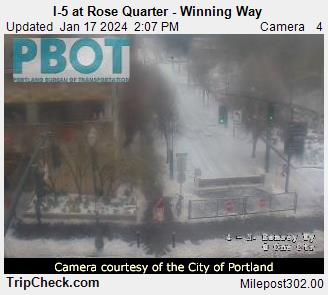 I-5 at Rose Quarter - Winning Way
Updated Jan 17 2024 2:07 PM Camera 4
PBOT
PORTLAND BUREAU OF TRANSPORTATION
Camera courtesy of the City of Portland
TripCheck.com Milepost302.00